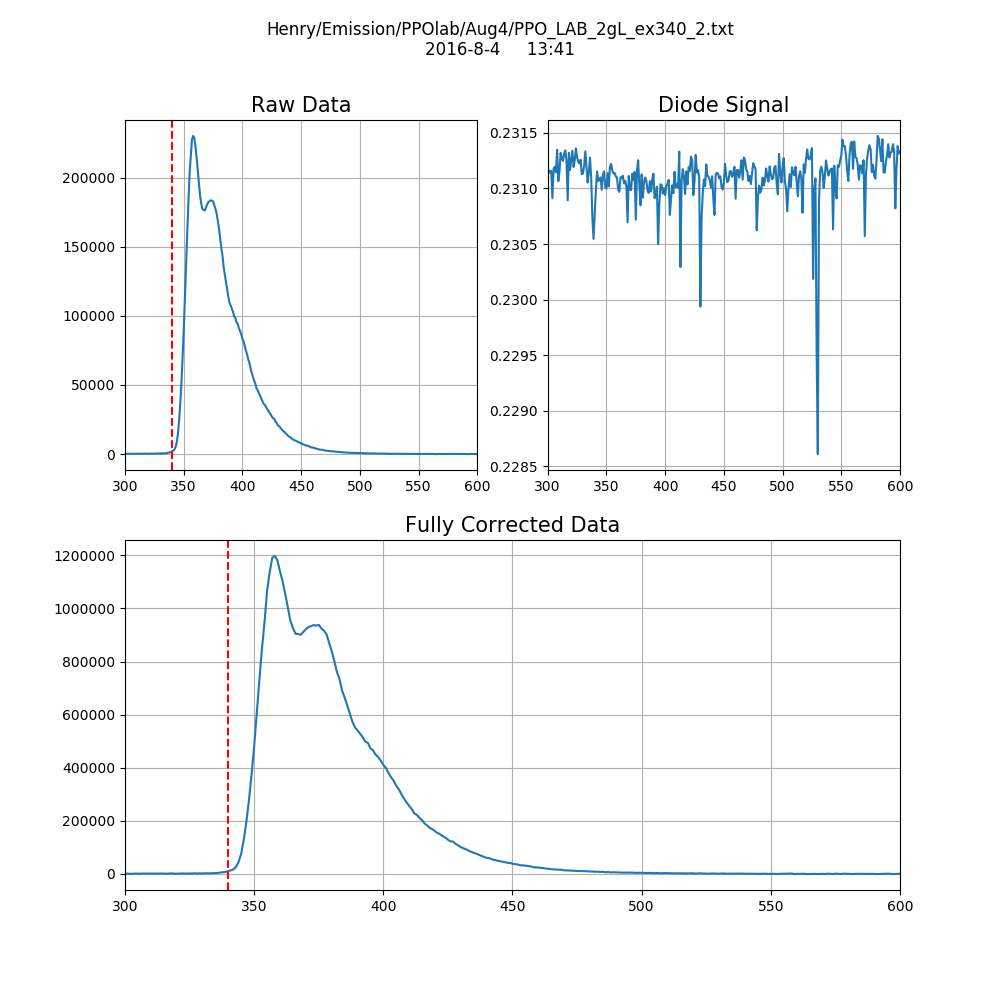 Henry/Emission/PPOlab/Aug4/PPO_LAB_2gL_ex340_2.txt
2016-8-4 13:41
Raw Data
200000
150000
100000
50000
0
300 350 400 450 500 550 600
Diode Signal
0.2315
0.2310
0.2305
0.2300
0.2295
0.2290
0.2285
300 350 400 450 500 550 600
Fully Corrected Data
1200000
1000000
800000
600000
400000
200000
0
300 350 400 450 500 550 600